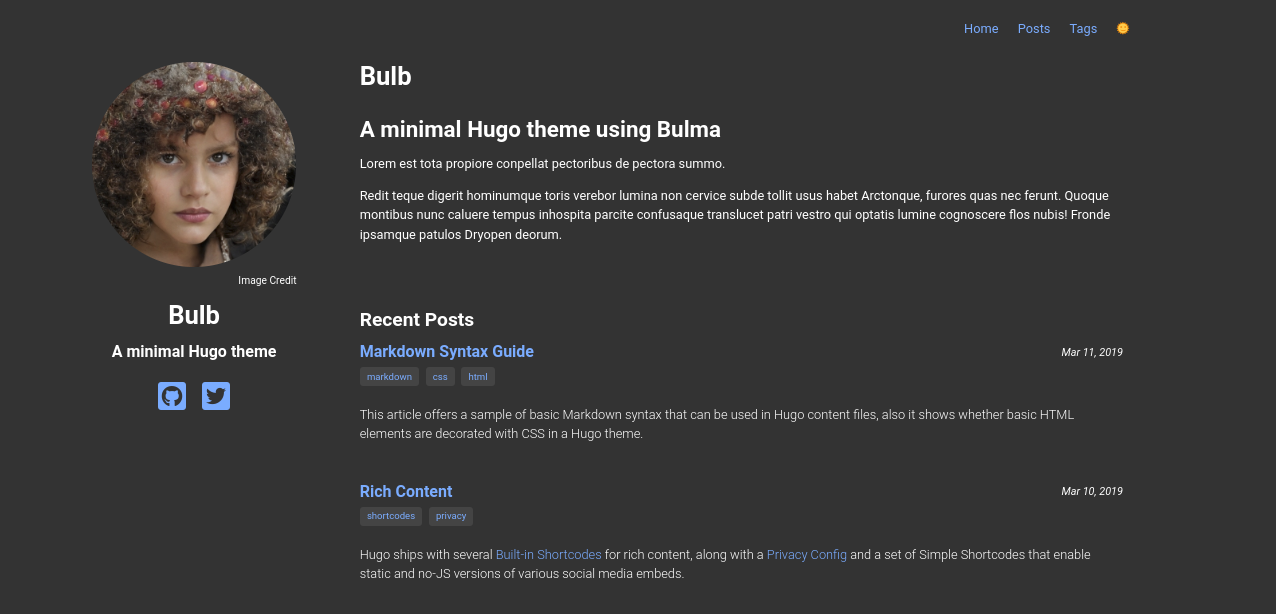 Home Posts Tags
Bulb
A minimal Hugo theme using Bulma
Lorem est tota propiore conpellat pectoribus de pectora summo.
Redit teque digerit hominumque toris verebor lumina non cervice subde tollit usus habet Arctonque, furores quas nec ferunt. Quoque
montibus nunc caluere tempus inhospita parcite confusaque translucet patri vestro qui optatis lumine cognoscere flos nubis! Fronde
ipsamque patulos Dryopen deorum.
Image Credit
Bulb
A minimal Hugo theme
Recent Posts
Markdown Syntax Guide Mar 11, 2019
markdown css html
This article offers a sample of basic Markdown syntax that can be used in Hugo content files, also it shows whether basic HTML
elements are decorated with CSS in a Hugo theme.
Rich Content Mar 10, 2019
shortcodes privacy
Hugo ships with several Built-in Shortcodes for rich content, along with a Privacy Config and a set of Simple Shortcodes that enable
static and no-JS versions of various social media embeds.